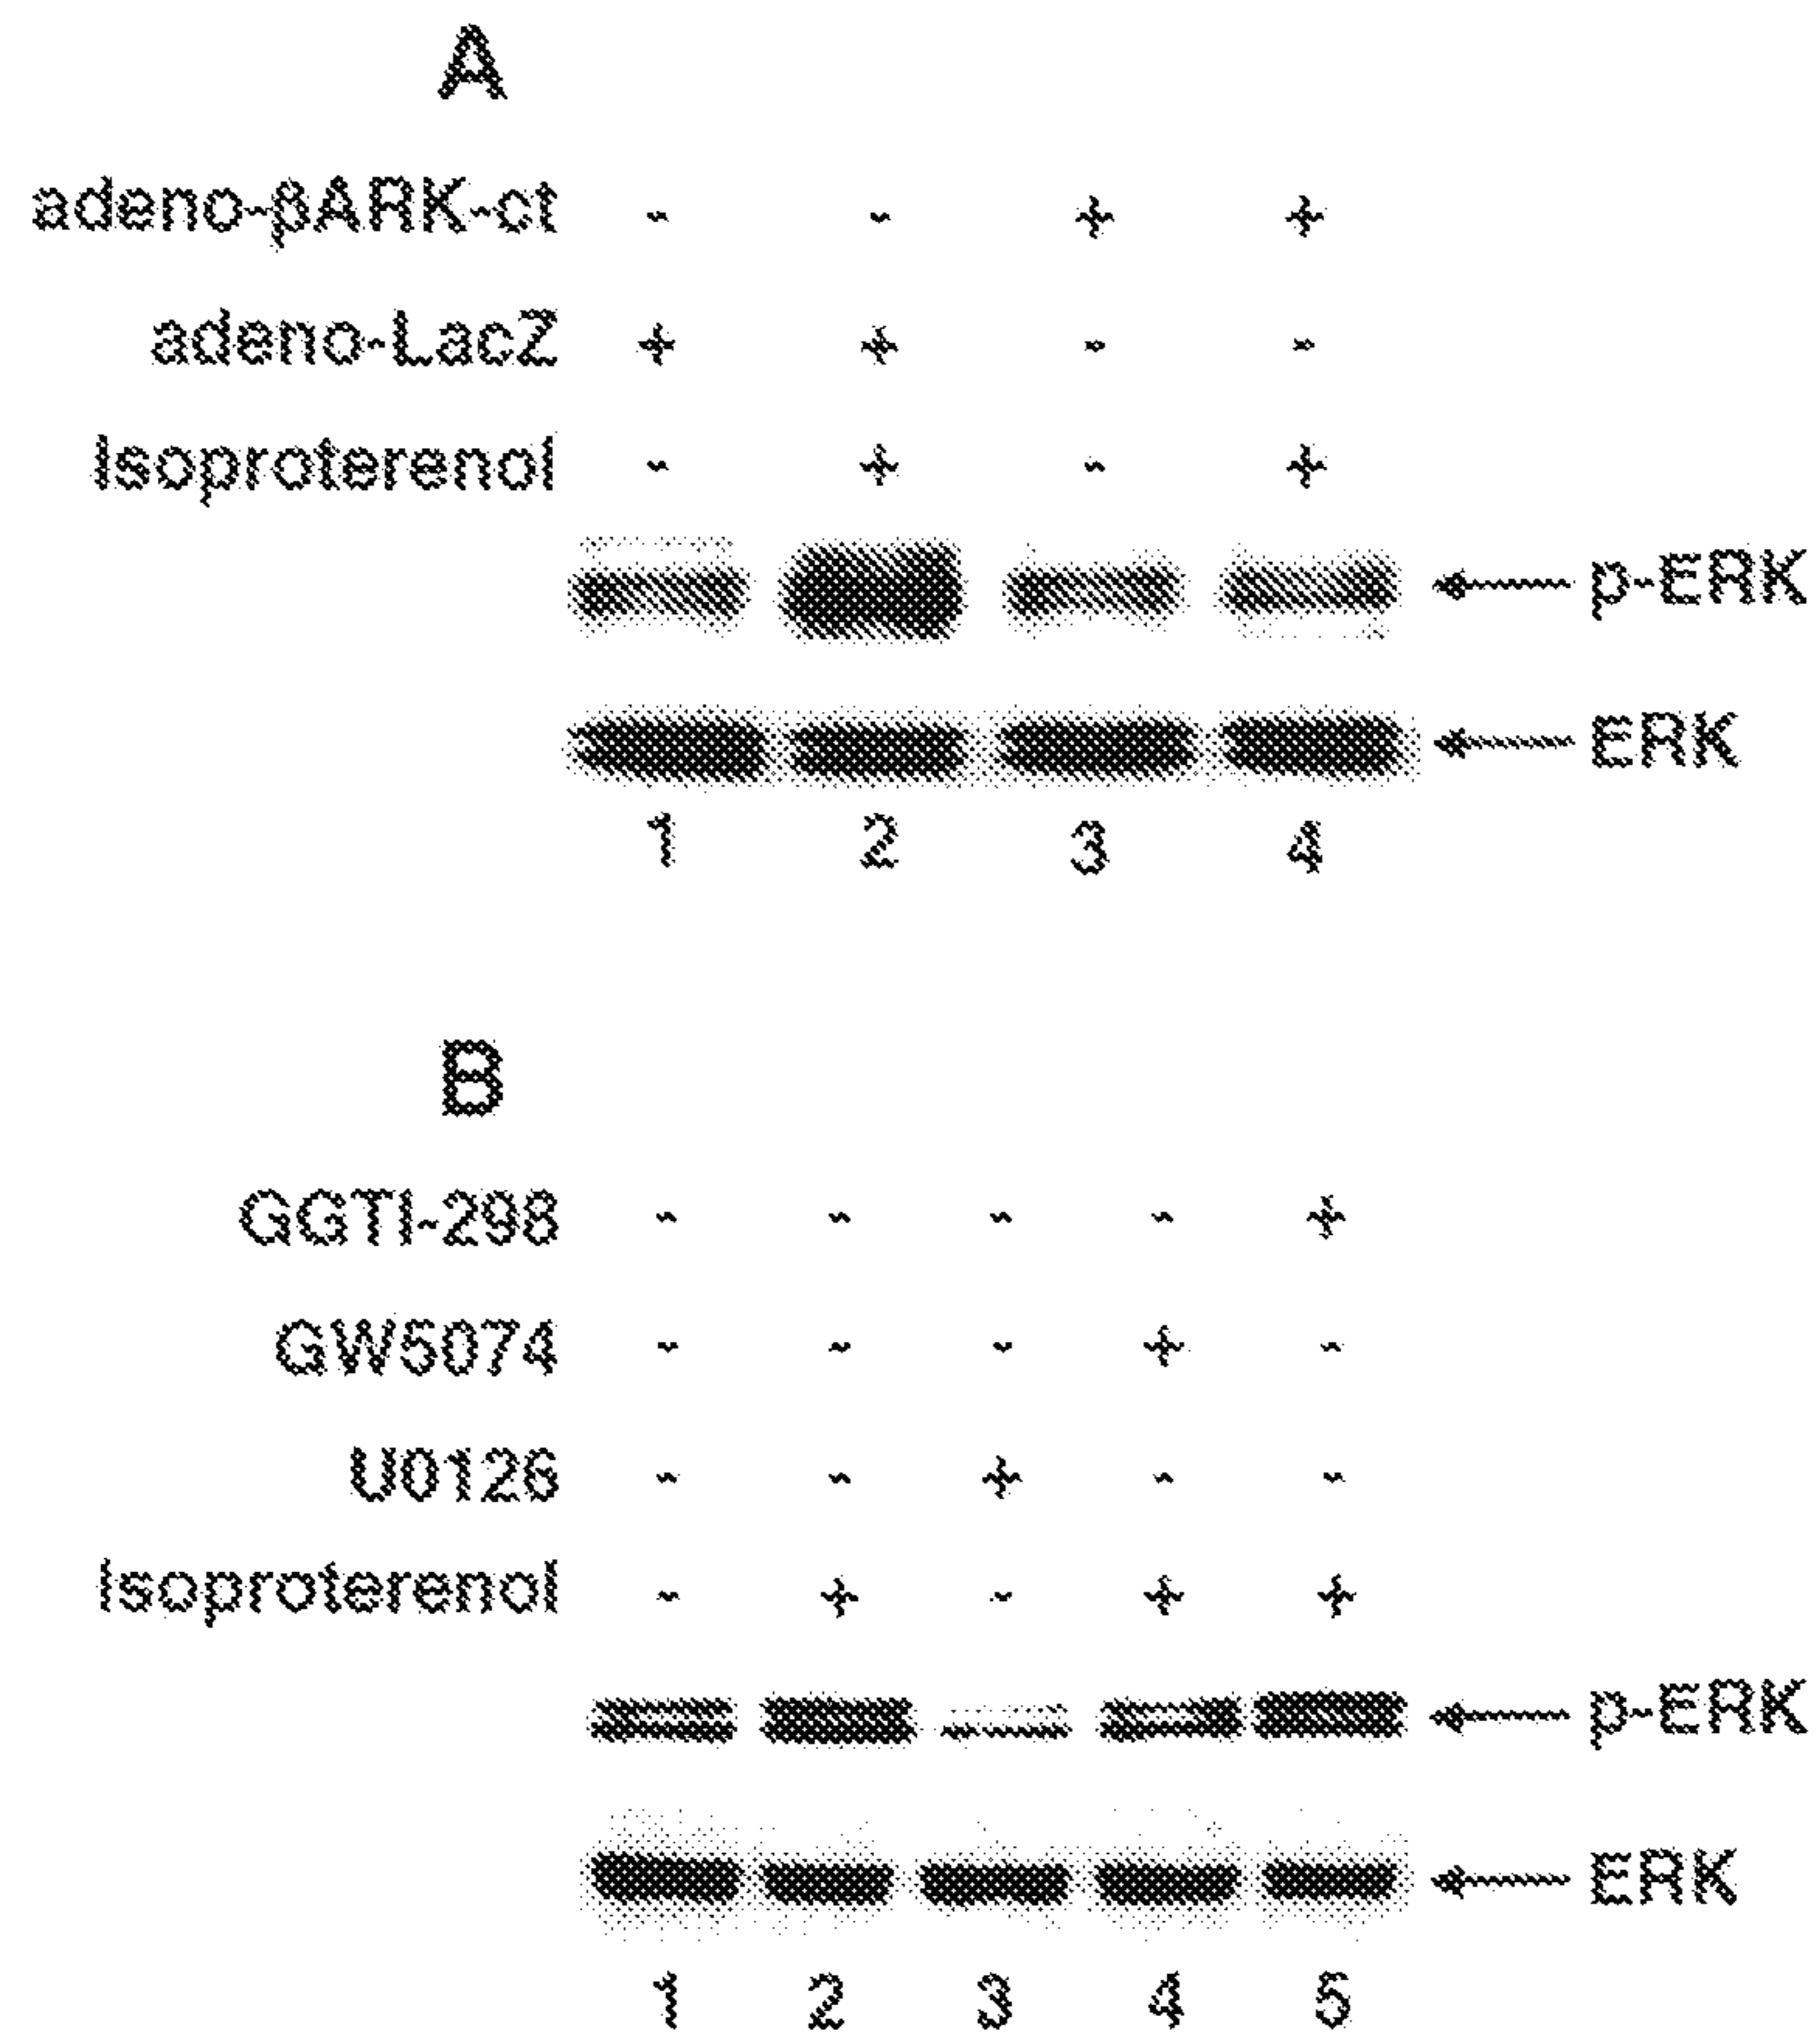 A
adeno-βARK-ct - - + +
adeno-LacZ + + - -
Isoproterenol - + - +
p-ERK
ERK
1 2 3 4
B
GGTI-298 - - - - +
GW5074 - - - + -
U0126 - - + - -
Isoproterenol - + - + +
p-ERK
ERK
1 2 3 4 5